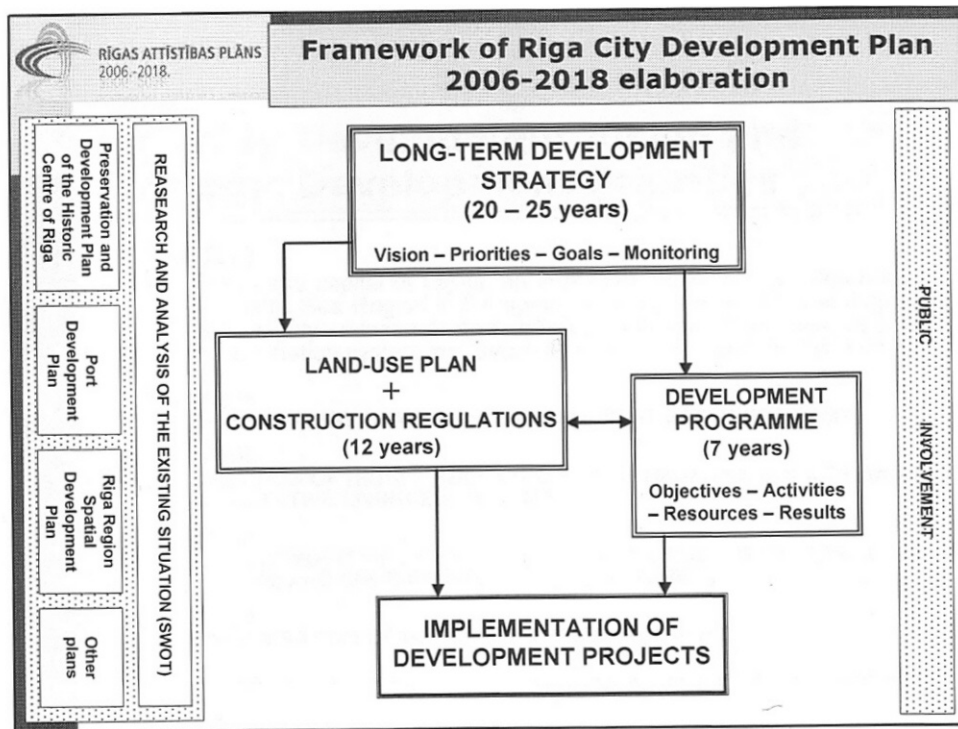 RĪGAS ATTĪSTĪBAS PLĀNS
2006.-2018.
Framework of Riga City Development Plan
2006-2018 elaboration
Preservation and
Development Plan
of the Historic
Centre of Riga
Port
Development
Plan
Riga Region
Spatial
Development
Plan
Other
plans
REASEARCH AND ANALYSIS OF THE EXISTING SITUATION (SWOT)
LONG-TERM DEVELOPMENT
STRATEGY
(20 – 25 years)
Vision – Priorities – Goals – Monitoring
LAND-USE PLAN
+
CONSTRUCTION REGULATIONS
(12 years)
DEVELOPMENT
PROGRAMME
(7 years)
Objectives – Activities
– Resources – Results
IMPLEMENTATION OF
DEVELOPMENT PROJECTS
PUBLIC INVOLVEMENT